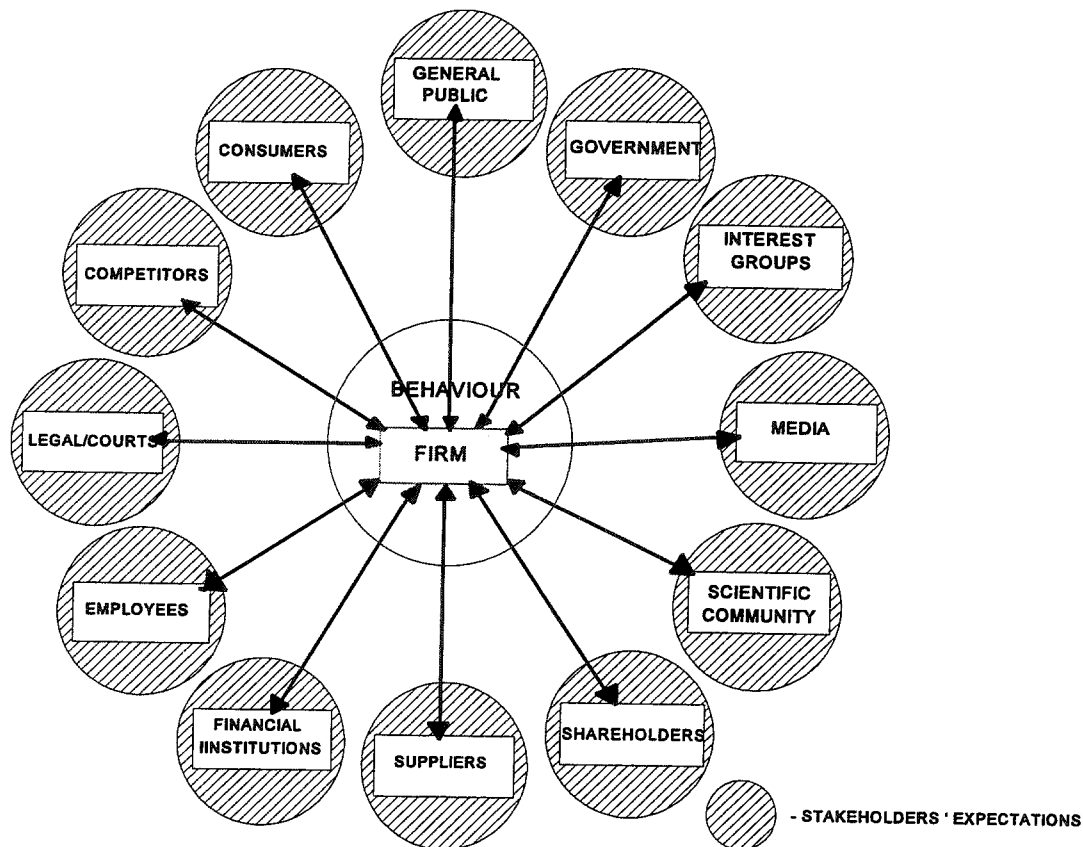 GENERAL
PUBLIC
CONSUMERS
GOVERNMENT
INTEREST
GROUPS
COMPETITORS
BEHAVIOUR
LEGAL/COURTS
FIRM
MEDIA
EMPLOYEES
SCIENTIFIC
COMMUNITY
FINANCIAL
IINSTITUTIONS
SUPPLIERS
SHAREHOLDERS
- STAKEHOLDERS ' EXPECTATIONS